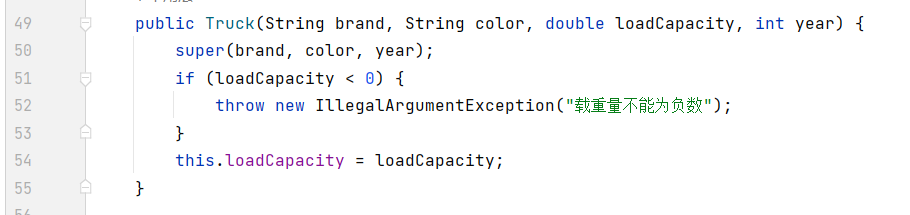 49 public Truck(String brand, String color, double loadCapacity, int year) {
50 super(brand, color, year);
51 if (loadCapacity < 0) {
52 throw new IllegalArgumentException("载重量不能为负数");
53 }
54 this.loadCapacity = loadCapacity;
55 }